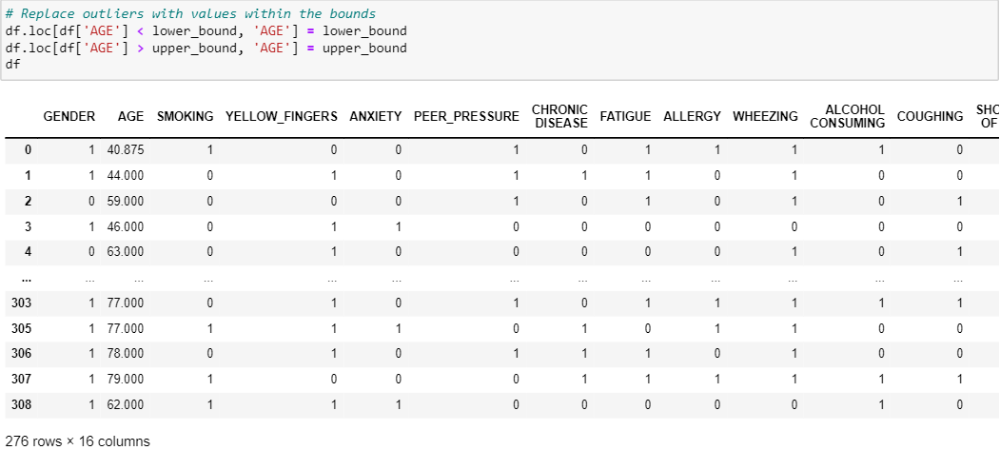 # Replace outliers with values within the bounds
df.loc[df['AGE'] < lower_bound, 'AGE'] = lower_bound
df.loc[df['AGE'] > upper_bound, 'AGE'] = upper_bound
df
GENDER AGE SMOKING YELLOW_FINGERS ANXIETY PEER_PRESSURE CHRONIC DISEASE FATIGUE ALLERGY WHEEZING ALCOHOL CONSUMING COUGHING SHO OF
0 1 40.875 1 0 0 1 0 1 1 1 1 0
1 1 44.000 0 1 0 1 1 1 0 1 0 0
2 0 59.000 0 0 0 1 0 1 0 1 0 1
3 1 46.000 0 1 1 0 0 0 0 0 0 0
4 0 63.000 0 1 0 0 0 0 0 1 0 1
... ... ... ... ... ... ... ... ... ... ... ... ...
303 1 77.000 0 1 0 1 0 1 1 1 1 1
305 1 77.000 1 1 1 0 1 0 1 1 0 0
306 1 78.000 0 1 0 1 1 1 0 1 0 0
307 1 79.000 1 0 0 0 1 1 1 1 1 1
308 1 62.000 1 1 1 0 0 0 0 0 1 0
276 rows × 16 columns